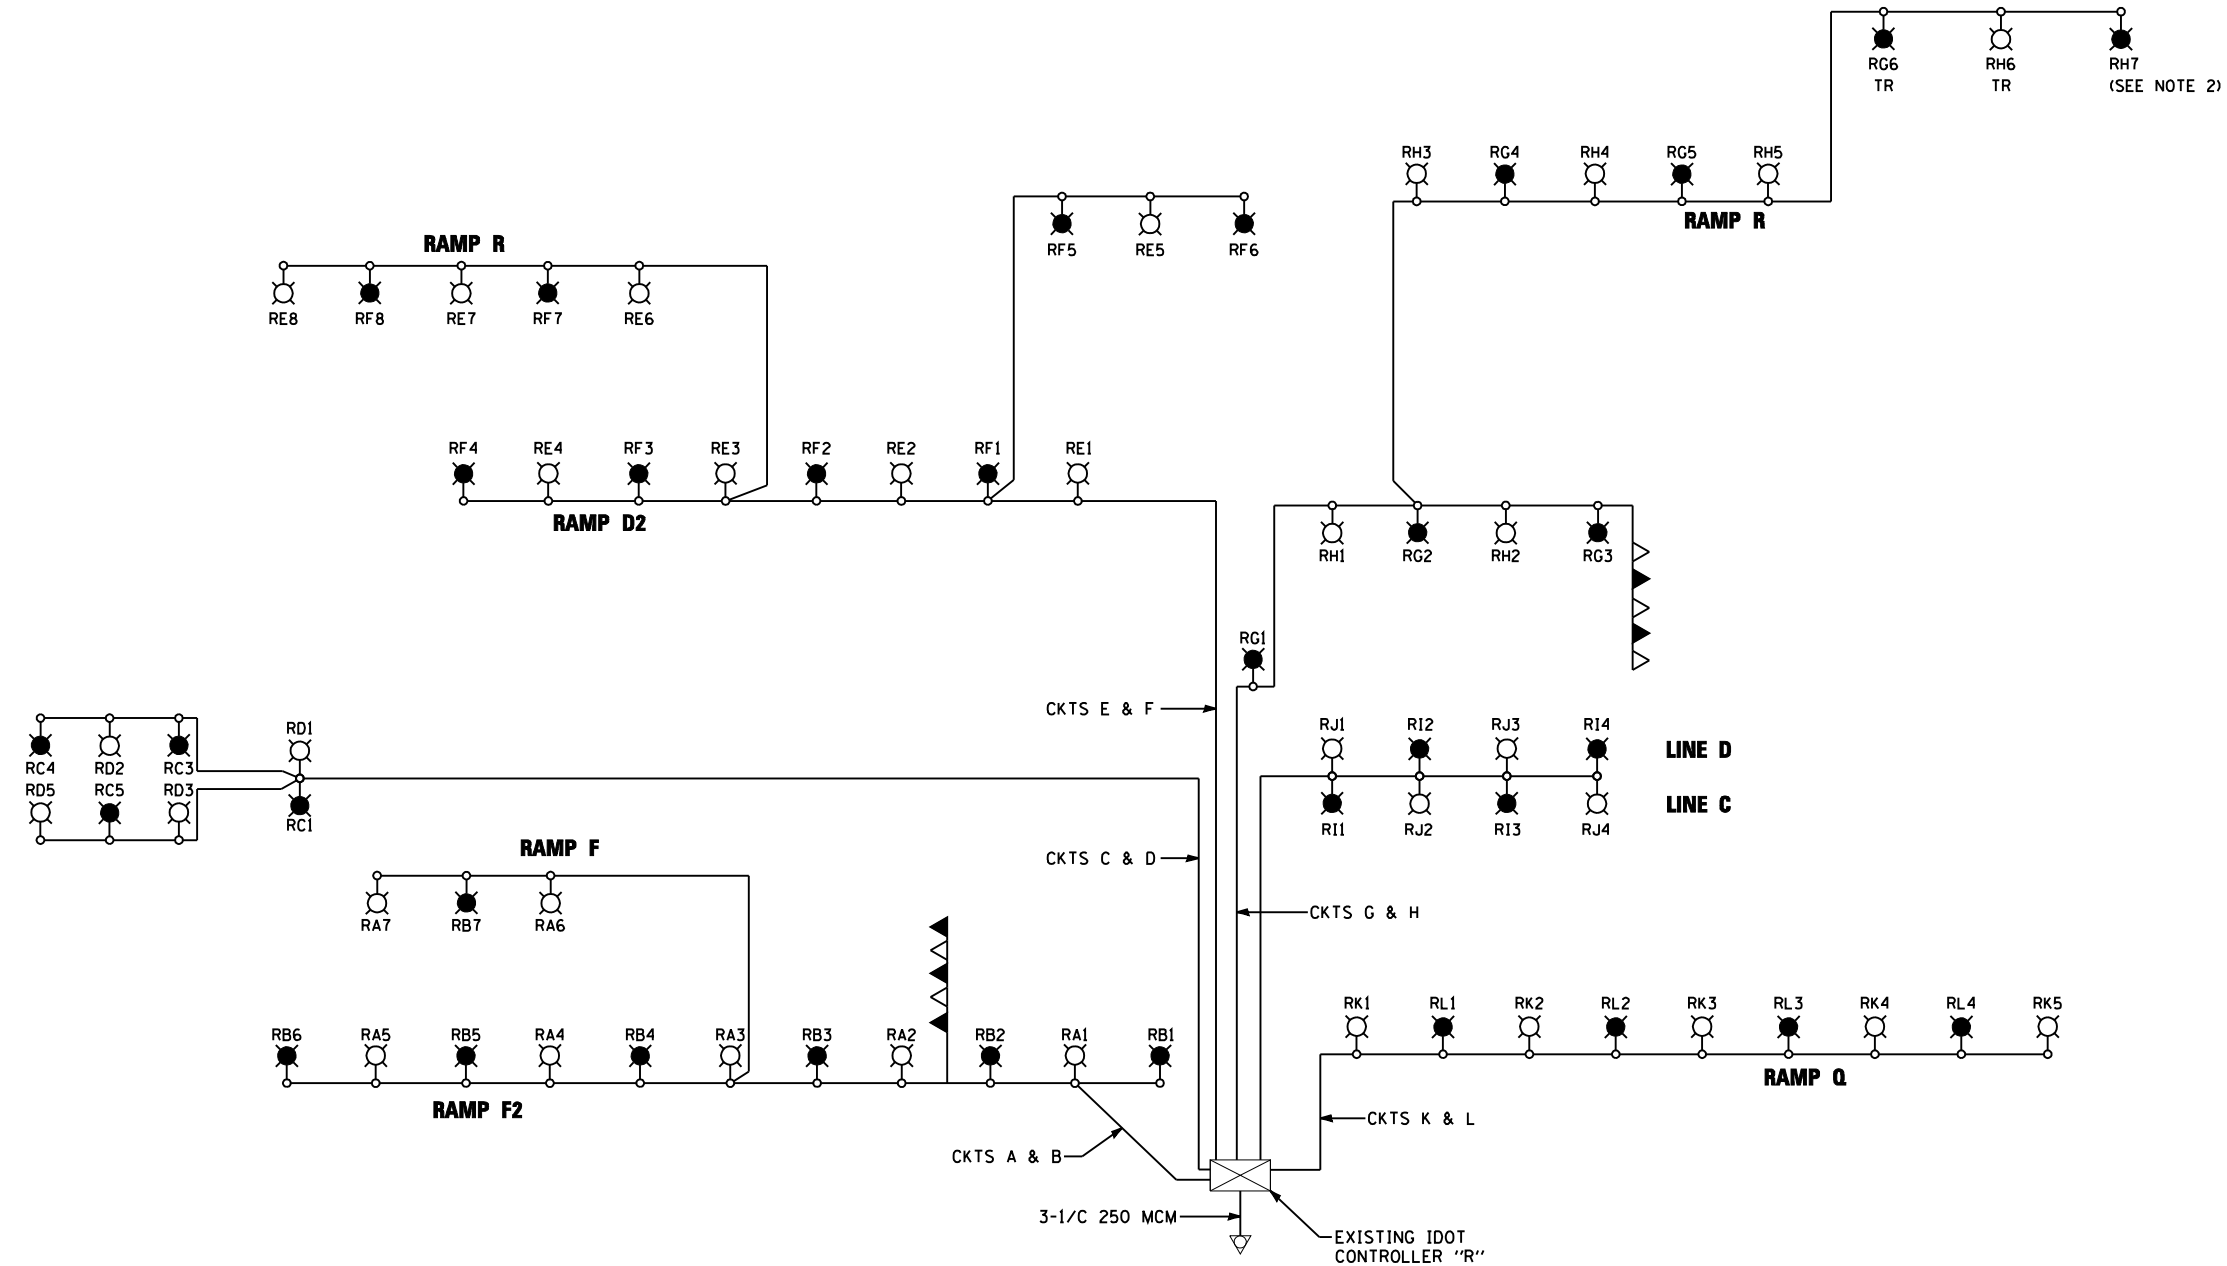 RG6
TR
RH6
TR
RH7
(SEE NOTE 2)
RH3
RG4
RH4
RG5
RH5
RAMP R
RF5
RE5
RF6
RAMP R
RE8
RF8
RE7
RF7
RE6
RF4
RE4
RF3
RE3
RF2
RE2
RF1
RE1
RAMP D2
RH1
RG2
RH2
RG3
RG1
CKTS E & F
RJ1
RI2
RJ3
RI4
LINE D
RI1
RJ2
RI3
RJ4
LINE C
RD1
RC4
RD2
RC3
RD5
RC5
RD3
RC1
CKTS C & D
RAMP F
RA7
RB7
RA6
CKTS G & H
RB6
RA5
RB5
RA4
RB4
RA3
RB3
RA2
RB2
RA1
RB1
RAMP F2
RK1
RL1
RK2
RL2
RK3
RL3
RK4
RL4
RK5
RAMP Q
CKTS K & L
CKTS A & B
3-1/C 250 MCM
EXISTING IDOT
CONTROLLER "R"